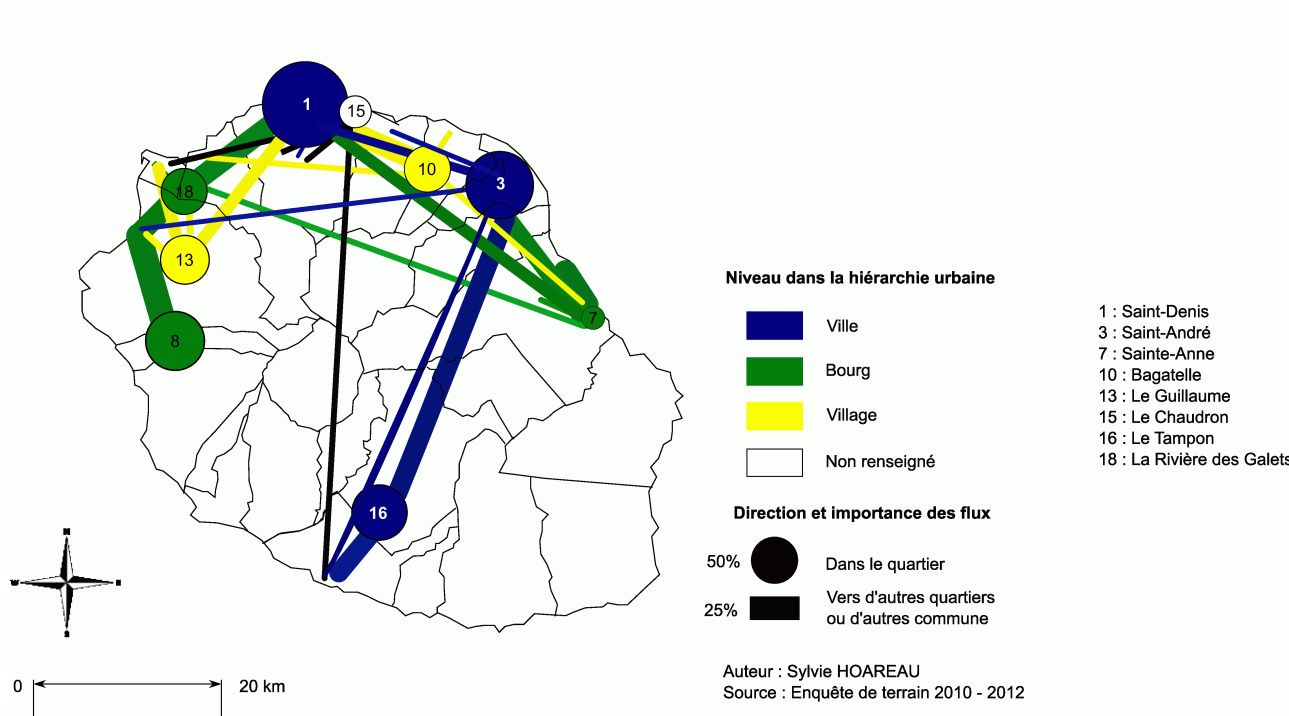 1
15
10
3
18
13
7
8
16
Niveau dans la hiérarchie urbaine
Ville
Bourg
Village
Non renseigné
1 : Saint-Denis
3 : Saint-André
7 : Sainte-Anne
10 : Bagatelle
13 : Le Guillaume
15 : Le Chaudron
16 : Le Tampon
18 : La Rivière des Galets
Direction et importance des flux
50% Dans le quartier
25% Vers d'autres quartiers
ou d'autres commune
N
W E
S
0 20 km
Auteur : Sylvie HOAREAU
Source : Enquête de terrain 2010 - 2012